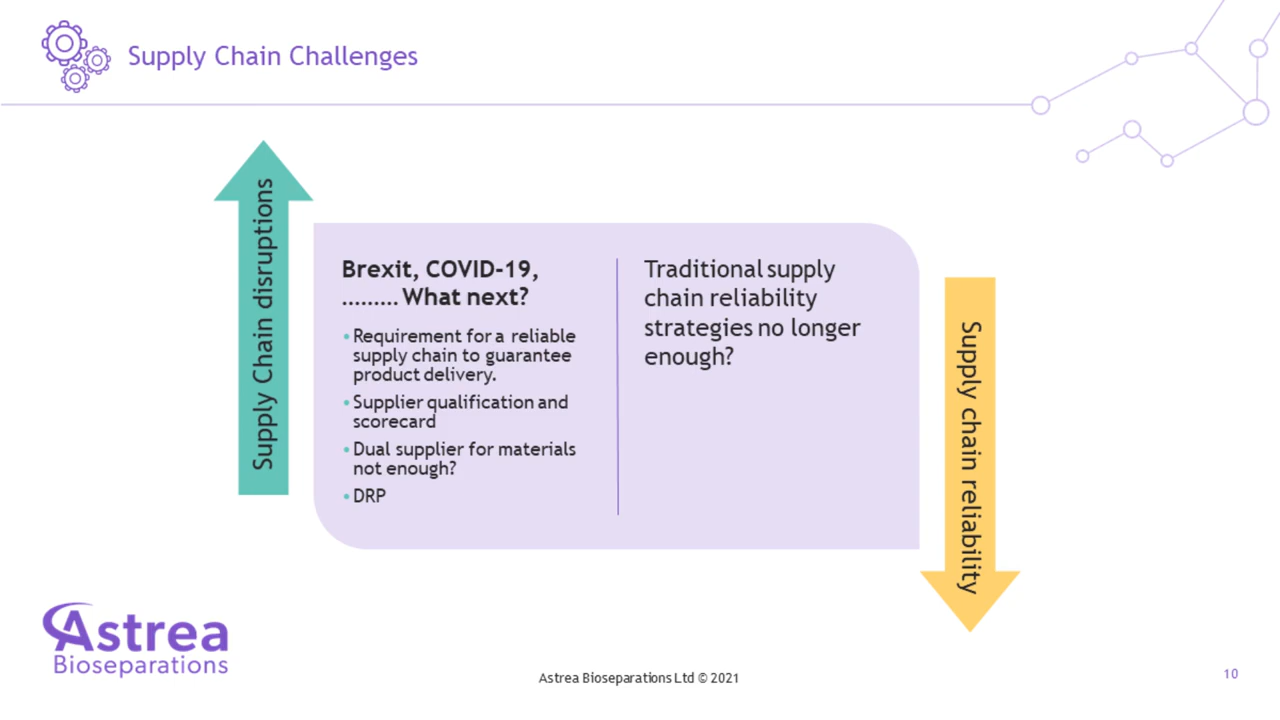 Supply Chain Challenges
Supply Chain disruptions
Brexit, COVID-19,
......... What next?
• Requirement for a reliable
supply chain to guarantee
product delivery.
• Supplier qualification and
scorecard
• Dual supplier for materials
not enough?
• DRP
Traditional supply
chain reliability
strategies no longer
enough?
Supply chain reliability
Astrea
Bioseparations
Astrea Bioseparations Ltd © 2021
10